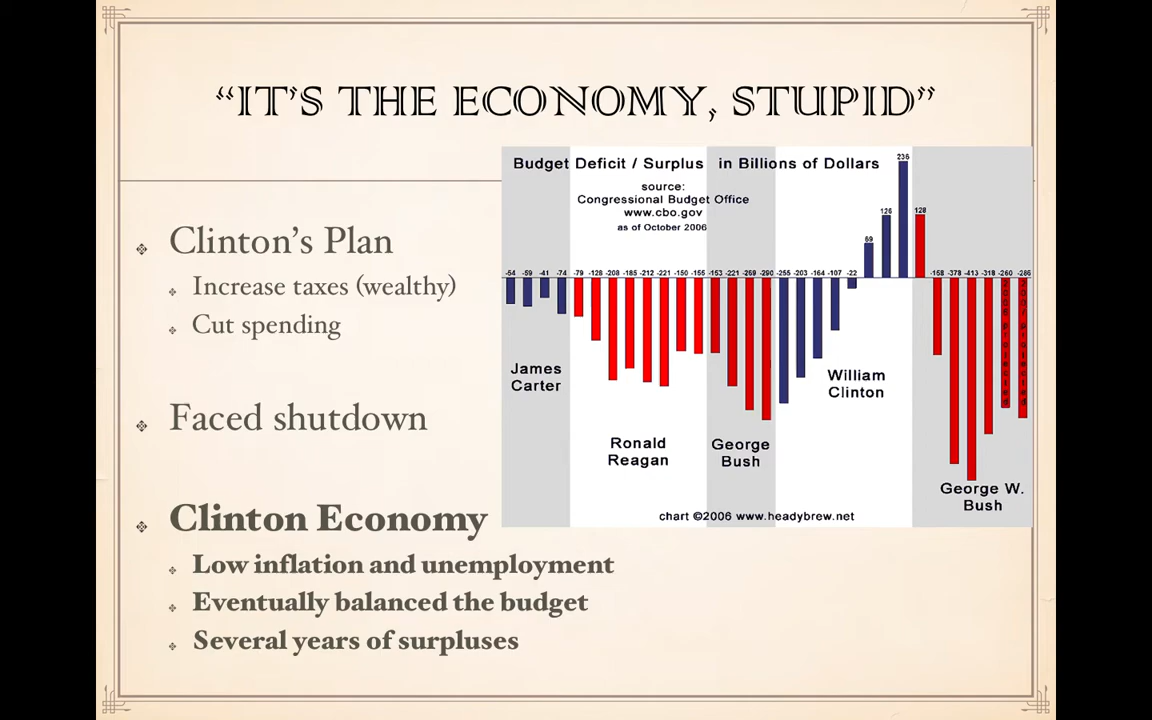 “IT’S THE ECONOMY, STUPID”
Clinton’s Plan
Increase taxes (wealthy)
Cut spending
Faced shutdown
Clinton Economy
Low inflation and unemployment
Eventually balanced the budget
Several years of surpluses
Budget Deficit / Surplus in Billions of Dollars
source:
Congressional Budget Office
www.cbo.gov
as of October 2006
236
126 128
69
-54 -59 -41 -74 -79 -128 -208 -185 -212 -221 -150 -155 -153 -221 -269 -290 -255 -203 -164 -107 -22 -158 -378 -413 -318 -260 -286
2006 projected
2007 projected
James
Carter
William
Clinton
Ronald
Reagan
George
Bush
George W.
Bush
chart ©2006 www.headybrew.net